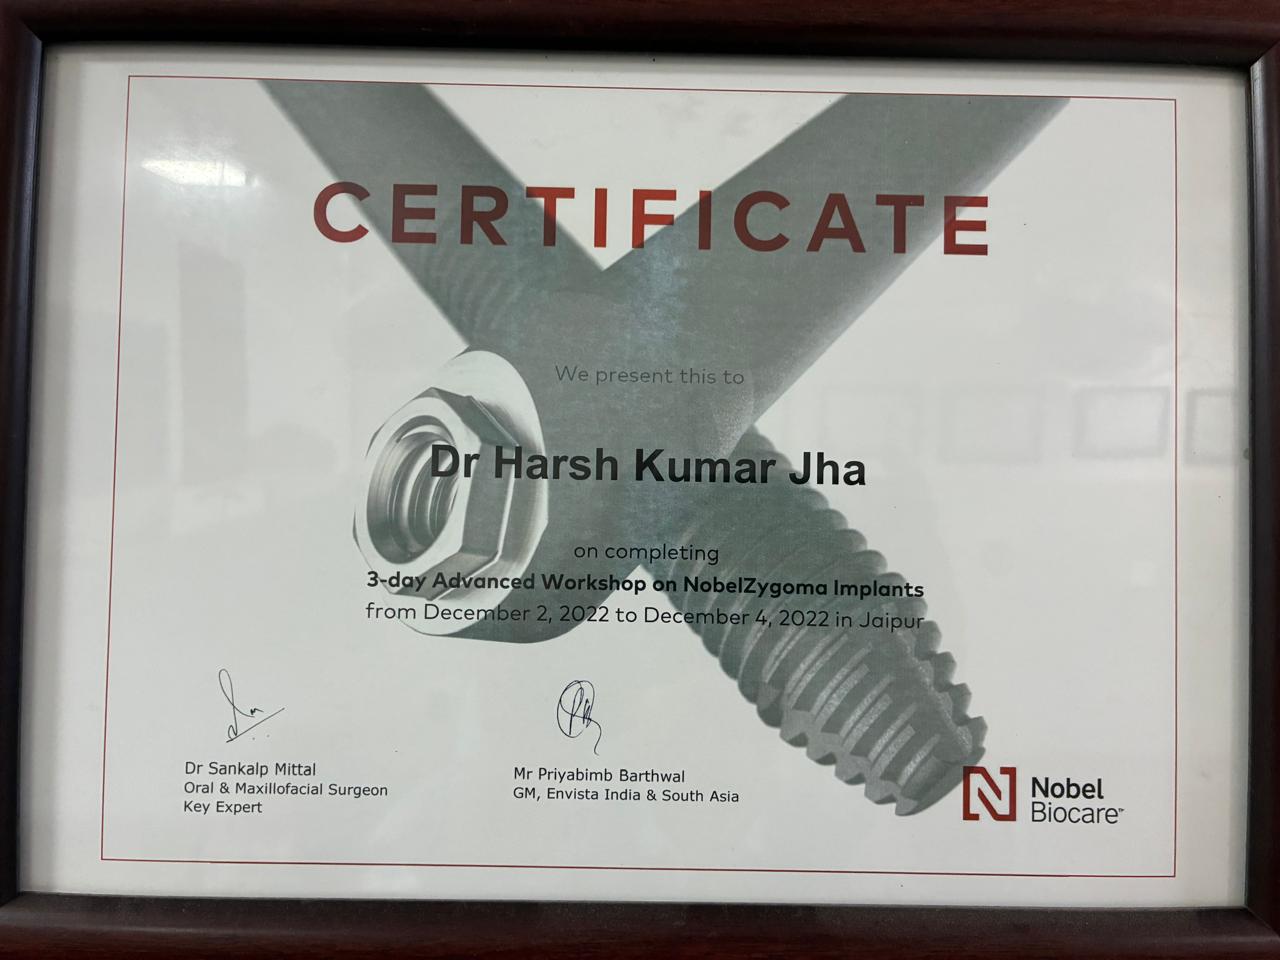 CERTIFICATE
We present this to
Dr Harsh Kumar Jha
on completing
3-day Advanced Workshop on NobelZygoma Implants
from December 2, 2022 to December 4, 2022 in Jaipur
Dr Sankalp Mittal
Oral & Maxillofacial Surgeon
Key Expert
Mr Priyabimb Barthwal
GM, Envista India & South Asia
Nobel
Biocare™